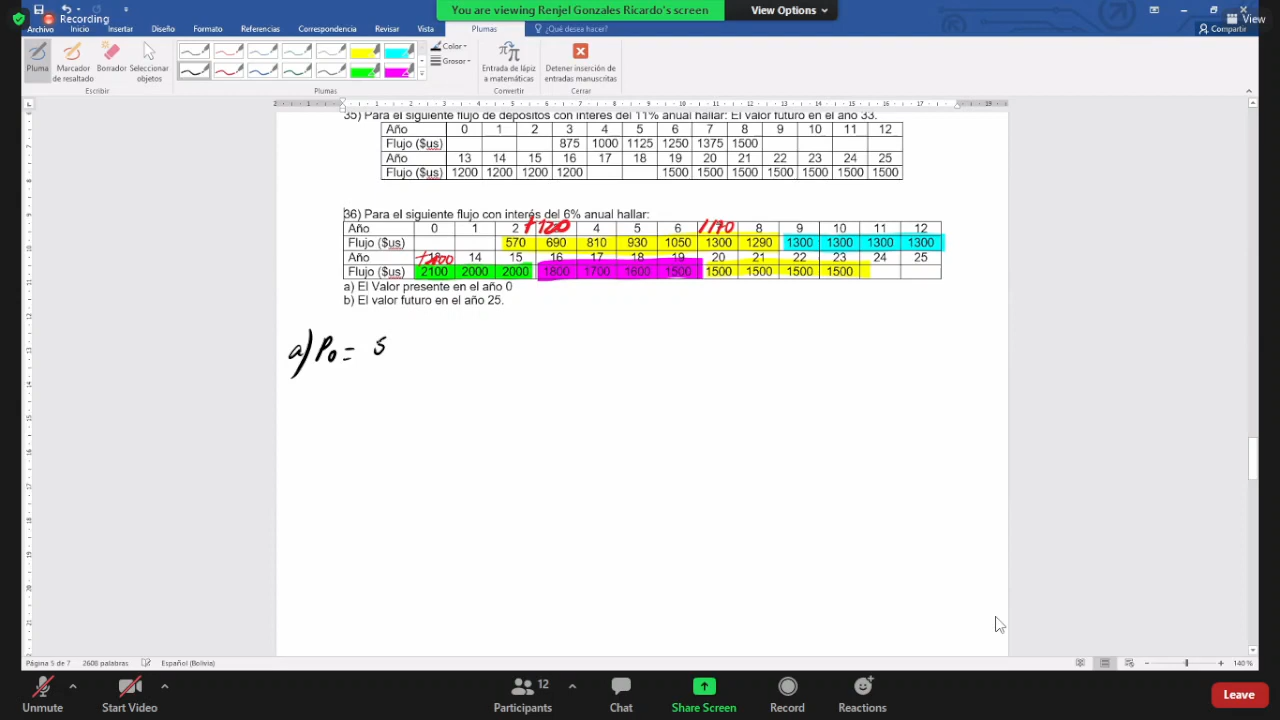 Recording
You are viewing Renjel Gonzales Ricardo's screen
View Options
View
Archivo Inicio Insertar Diseño Formato Referencias Correspondencia Revisar Vista Plumas ¿Qué desea hacer? Compartir
Pluma Marcador de resaltado Borrador Seleccionar objetos Color Grosor Entrada de lápiz a matemáticas Detener inserción de entradas manuscritas
Escribir Plumas Convertir Cerrar
35) Para el siguiente flujo de depósitos con interés del 11% anual hallar: El valor futuro en el año 33.
Año 0 1 2 3 4 5 6 7 8 9 10 11 12
Flujo ($us) 875 1000 1125 1250 1375 1500
Año 13 14 15 16 17 18 19 20 21 22 23 24 25
Flujo ($us) 1200 1200 1200 1200 1500 1500 1500 1500 1500 1500 1500
36) Para el siguiente flujo con interés del 6% anual hallar:
+120 1170
Año 0 1 2 4 5 6 8 9 10 11 12
Flujo ($us) 570 690 810 930 1050 1300 1290 1300 1300 1300 1300
Año 14 15 16 17 18 19 20 21 22 23 24 25
Flujo ($us) 2100 2000 2000 1800 1700 1600 1500 1500 1500 1500 1500
a) El Valor presente en el año 0
b) El valor futuro en el año 25.
a) P0 = 5
Página 5 de 7 2608 palabras Español (Bolivia) 140 %
Unmute Start Video 12 Participants Chat Share Screen Record Reactions Leave